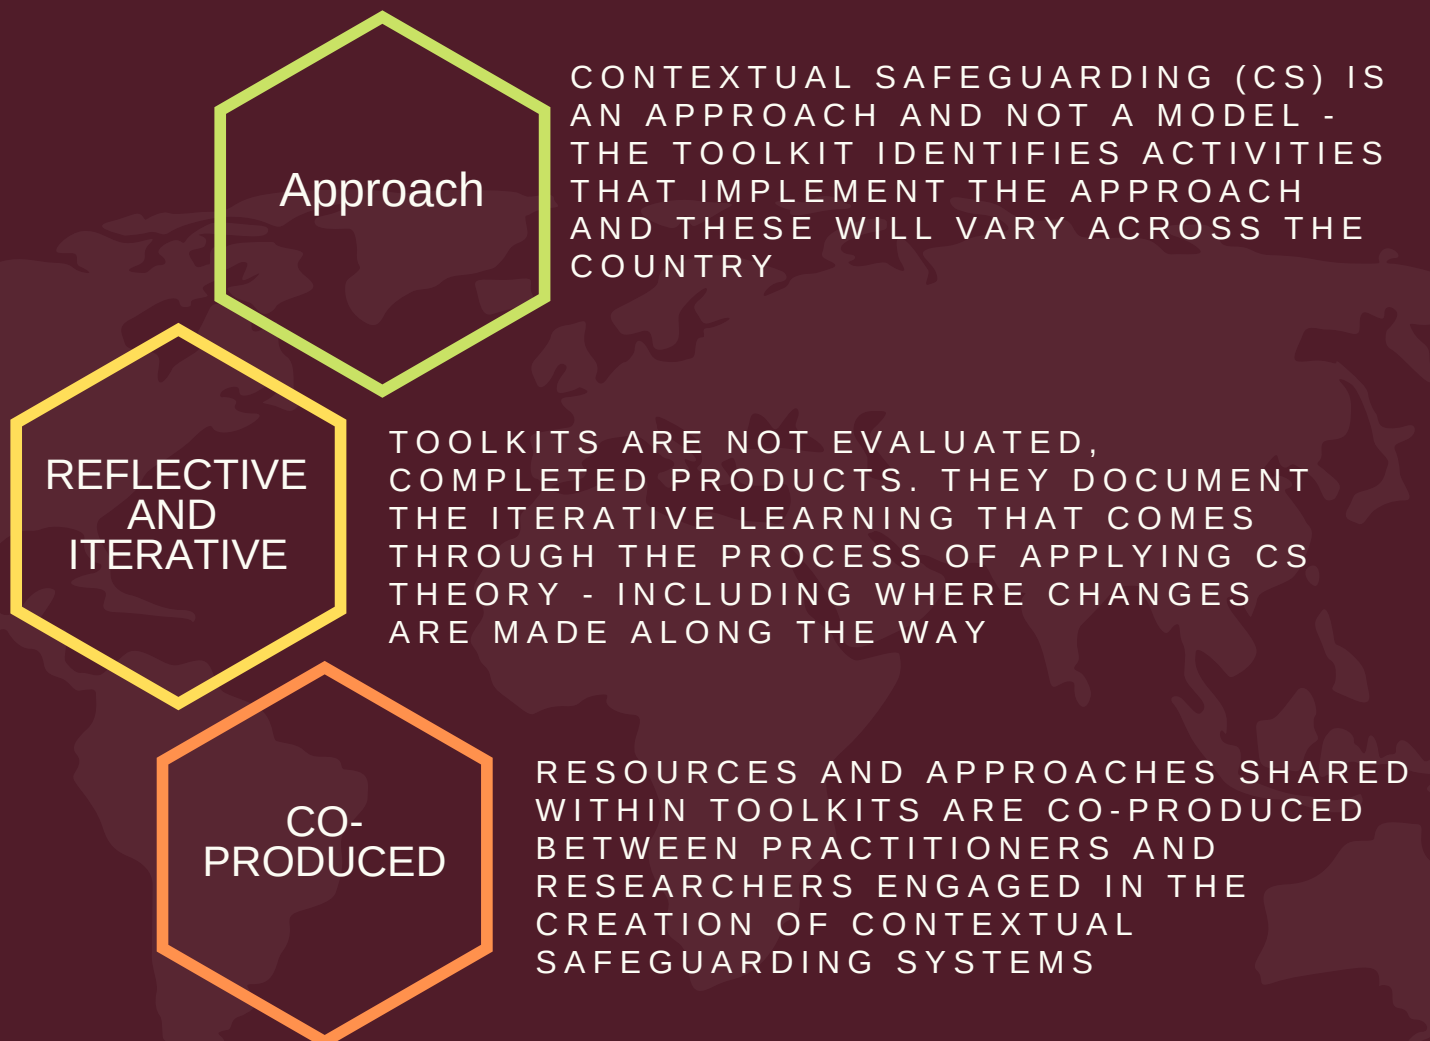 Approach
CONTEXTUAL SAFEGUARDING (CS) IS
AN APPROACH AND NOT A MODEL -
THE TOOLKIT IDENTIFIES ACTIVITIES
THAT IMPLEMENT THE APPROACH
AND THESE WILL VARY ACROSS THE
COUNTRY
REFLECTIVE
AND
ITERATIVE
TOOLKITS ARE NOT EVALUATED,
COMPLETED PRODUCTS. THEY DOCUMENT
THE ITERATIVE LEARNING THAT COMES
THROUGH THE PROCESS OF APPLYING CS
THEORY - INCLUDING WHERE CHANGES
ARE MADE ALONG THE WAY
CO-
PRODUCED
RESOURCES AND APPROACHES SHARED
WITHIN TOOLKITS ARE CO-PRODUCED
BETWEEN PRACTITIONERS AND
RESEARCHERS ENGAGED IN THE
CREATION OF CONTEXTUAL
SAFEGUARDING SYSTEMS